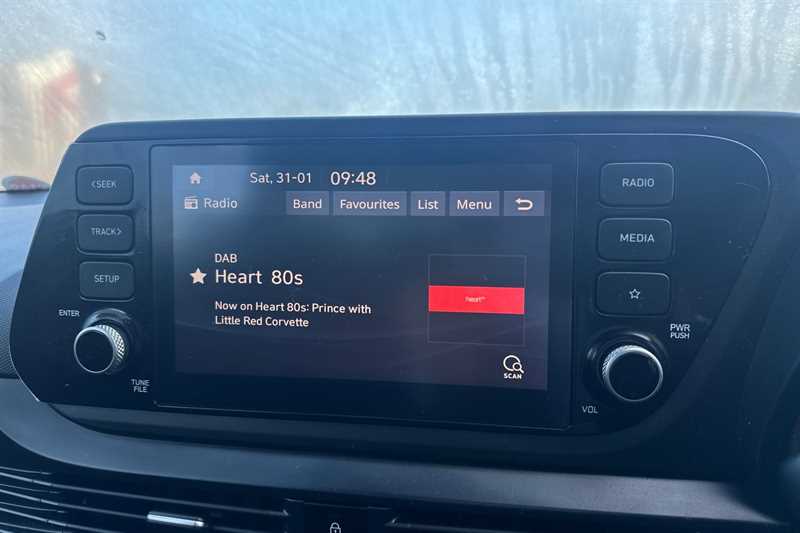 Sat, 31-01 09:48
Radio Band Favourites List Menu
DAB
Heart 80s
Now on Heart 80s: Prince with
Little Red Corvette
heart
SCAN
<SEEK
TRACK>
SETUP
ENTER
TUNE
FILE
RADIO
MEDIA
PWR
PUSH
VOL